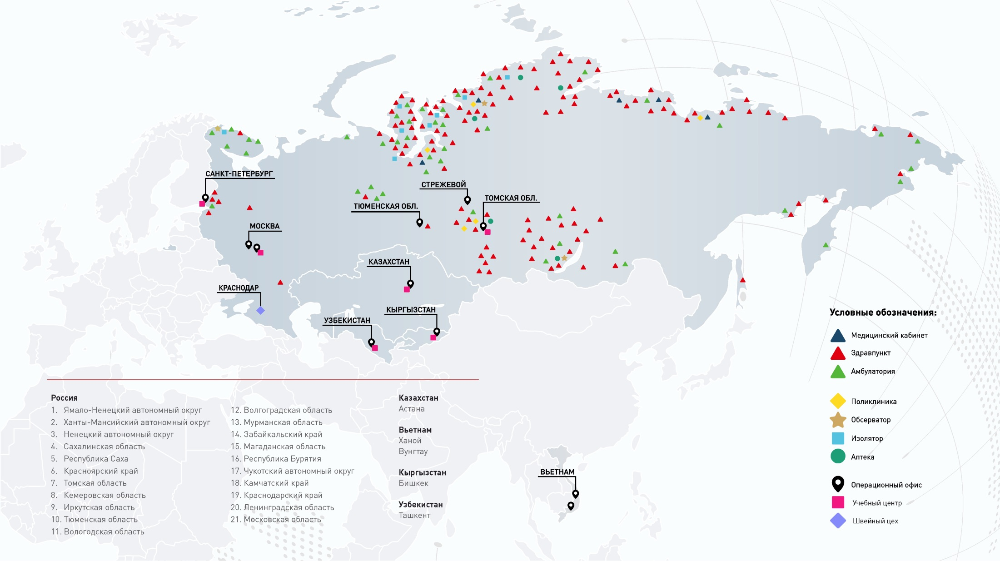 САНКТ-ПЕТЕРБУРГ
СТРЕЖЕВОЙ
ТОМСКАЯ ОБЛ.
ТЮМЕНСКАЯ ОБЛ.
МОСКВА
КАЗАХСТАН
КРАСНОДАР
КЫРГЫЗСТАН
УЗБЕКИСТАН
ВЬЕТНАМ
Условные обозначения:
Медицинский кабинет
Здравпункт
Амбулатория
Поликлиника
Обсерватор
Изолятор
Аптека
Операционный офис
Учебный центр
Швейный цех
Россия
1. Ямало-Ненецкий автономный округ
2. Ханты-Мансийский автономный округ
3. Ненецкий автономный округ
4. Сахалинская область
5. Республика Саха
6. Красноярский край
7. Томская область
8. Кемеровская область
9. Иркутская область
10. Тюменская область
11. Вологодская область
12. Волгоградская область
13. Мурманская область
14. Забайкальский край
15. Магаданская область
16. Республика Бурятия
17. Чукотский автономный округ
18. Камчатский край
19. Краснодарский край
20. Ленинградская область
21. Московская область
Казахстан
Астана
Вьетнам
Ханой
Вунгтау
Кыргызстан
Бишкек
Узбекистан
Ташкент